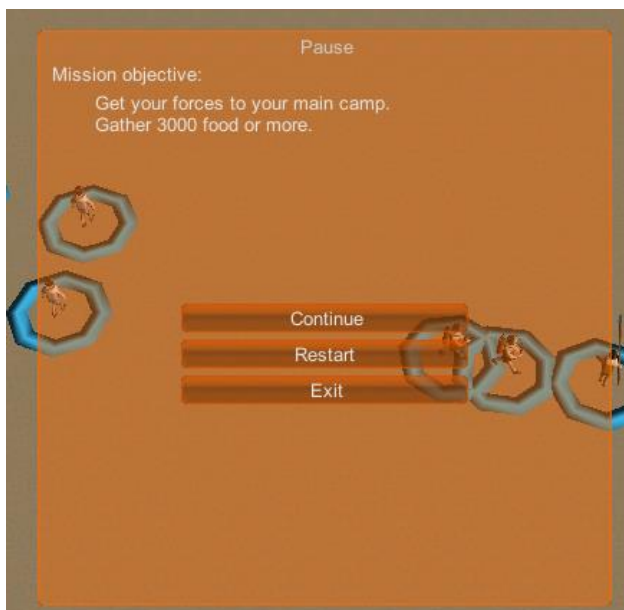 Pause
Mission objective:
Get your forces to your main camp.
Gather 3000 food or more.
Continue
Restart
Exit